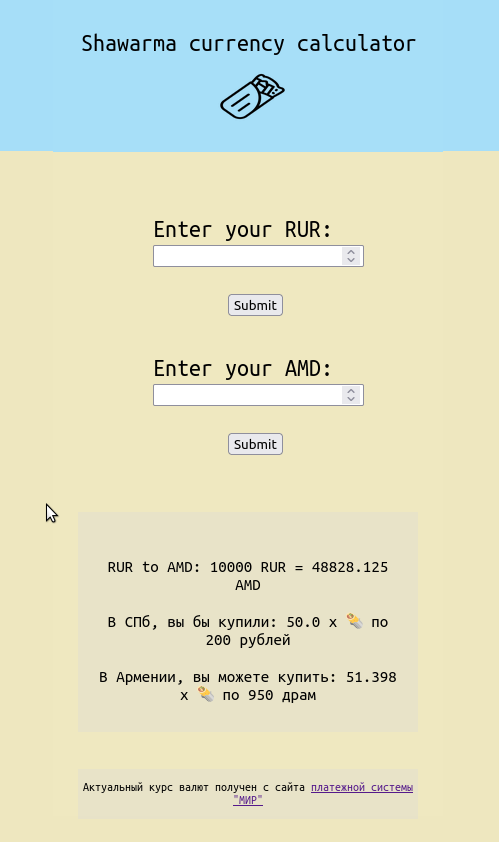 Shawarma currency calculator
Enter your RUR:
Submit
Enter your AMD:
Submit
RUR to AMD: 10000 RUR = 48828.125
AMD
В СПб, вы бы купили: 50.0 x 🌯 по
200 рублей
В Армении, вы можете купить: 51.398
x 🌯 по 950 драм
Актуальный курс валют получен с сайта платежной системы
"МИР"